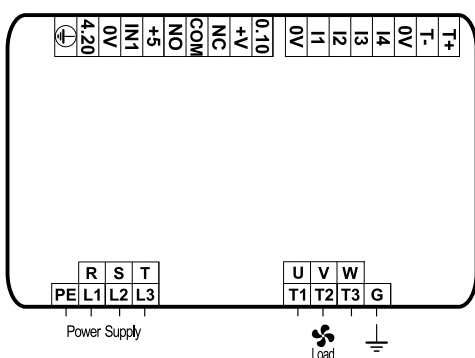 4.20 0V IN1 +5 NO COM NC +V 0.10 0V I1 I2 I3 I4 0V T- T+
R S T U V W
PE L1 L2 L3 T1 T2 T3 G
Power Supply
Load